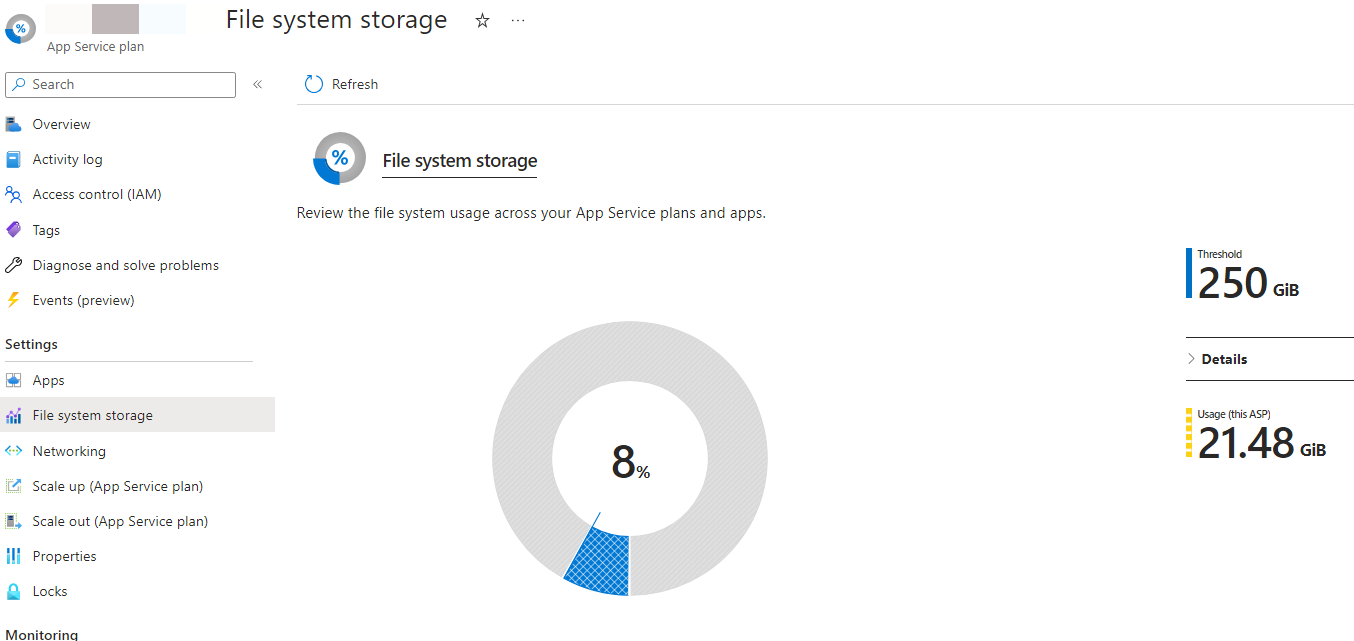 %
File system storage
☆
...
App Service plan
Search
«
Refresh
Overview
Activity log
Access control (IAM)
Tags
Diagnose and solve problems
Events (preview)
Settings
Apps
File system storage
Networking
Scale up (App Service plan)
Scale out (App Service plan)
Properties
Locks
Monitoring
%
File system storage
Review the file system usage across your App Service plans and apps.
8%
Threshold
250 GiB
Details
Usage (this ASP)
21.48 GiB